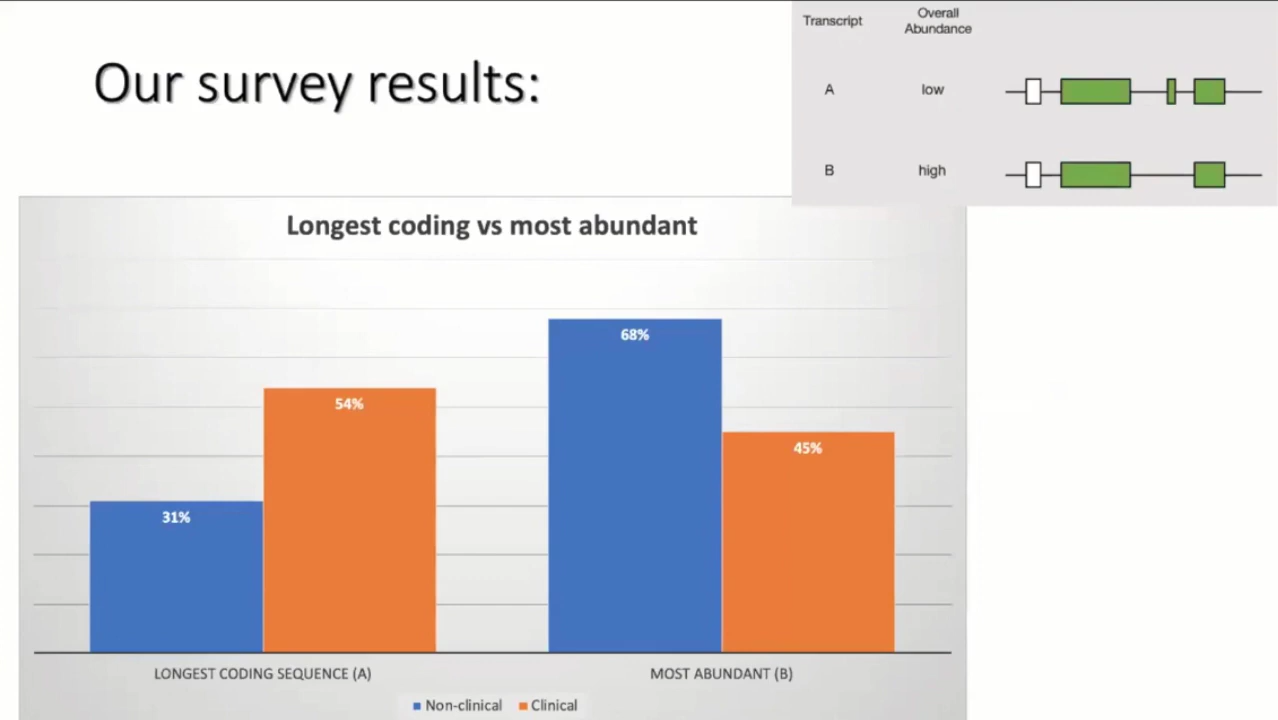 Our survey results:
Transcript
Overall
Abundance
A
low
B
high
Longest coding vs most abundant
31%
54%
68%
45%
LONGEST CODING SEQUENCE (A)
MOST ABUNDANT (B)
Non-clinical
Clinical